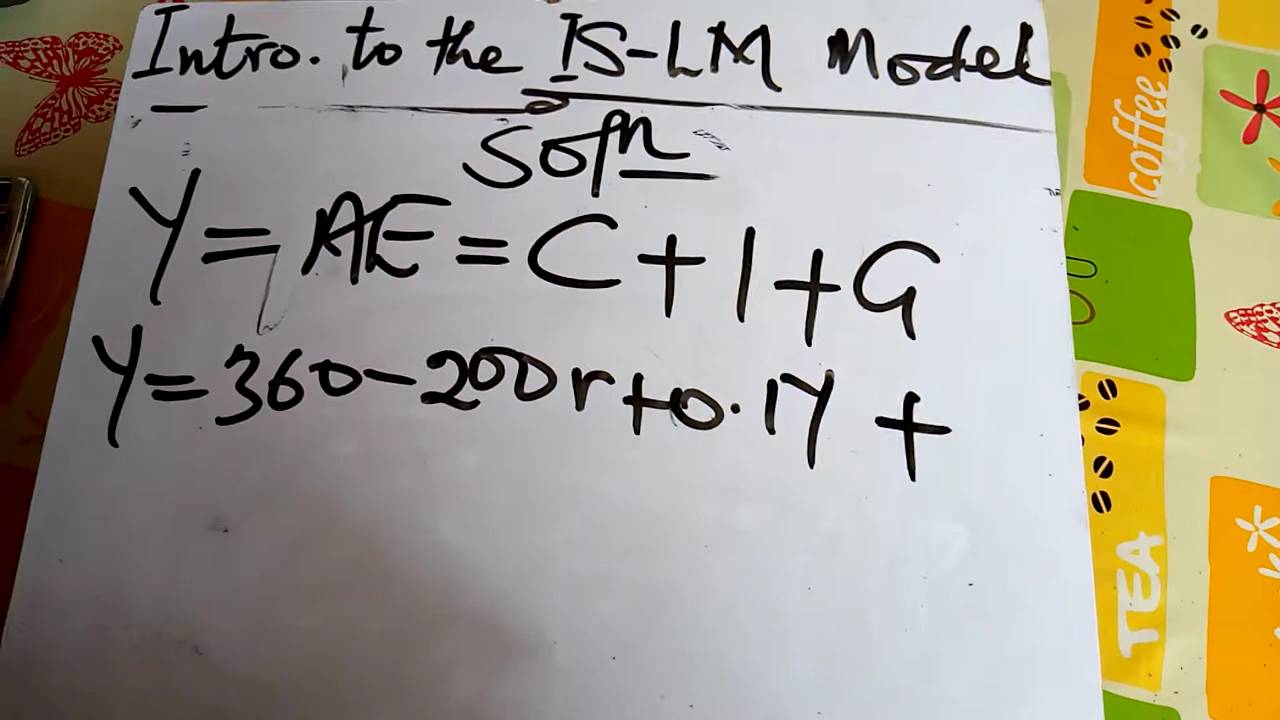 Intro. to the IS-LM Model
Soln
Y = AE = C + I + G
Y = 360 - 200r + 0.1Y +
coffee
TEA